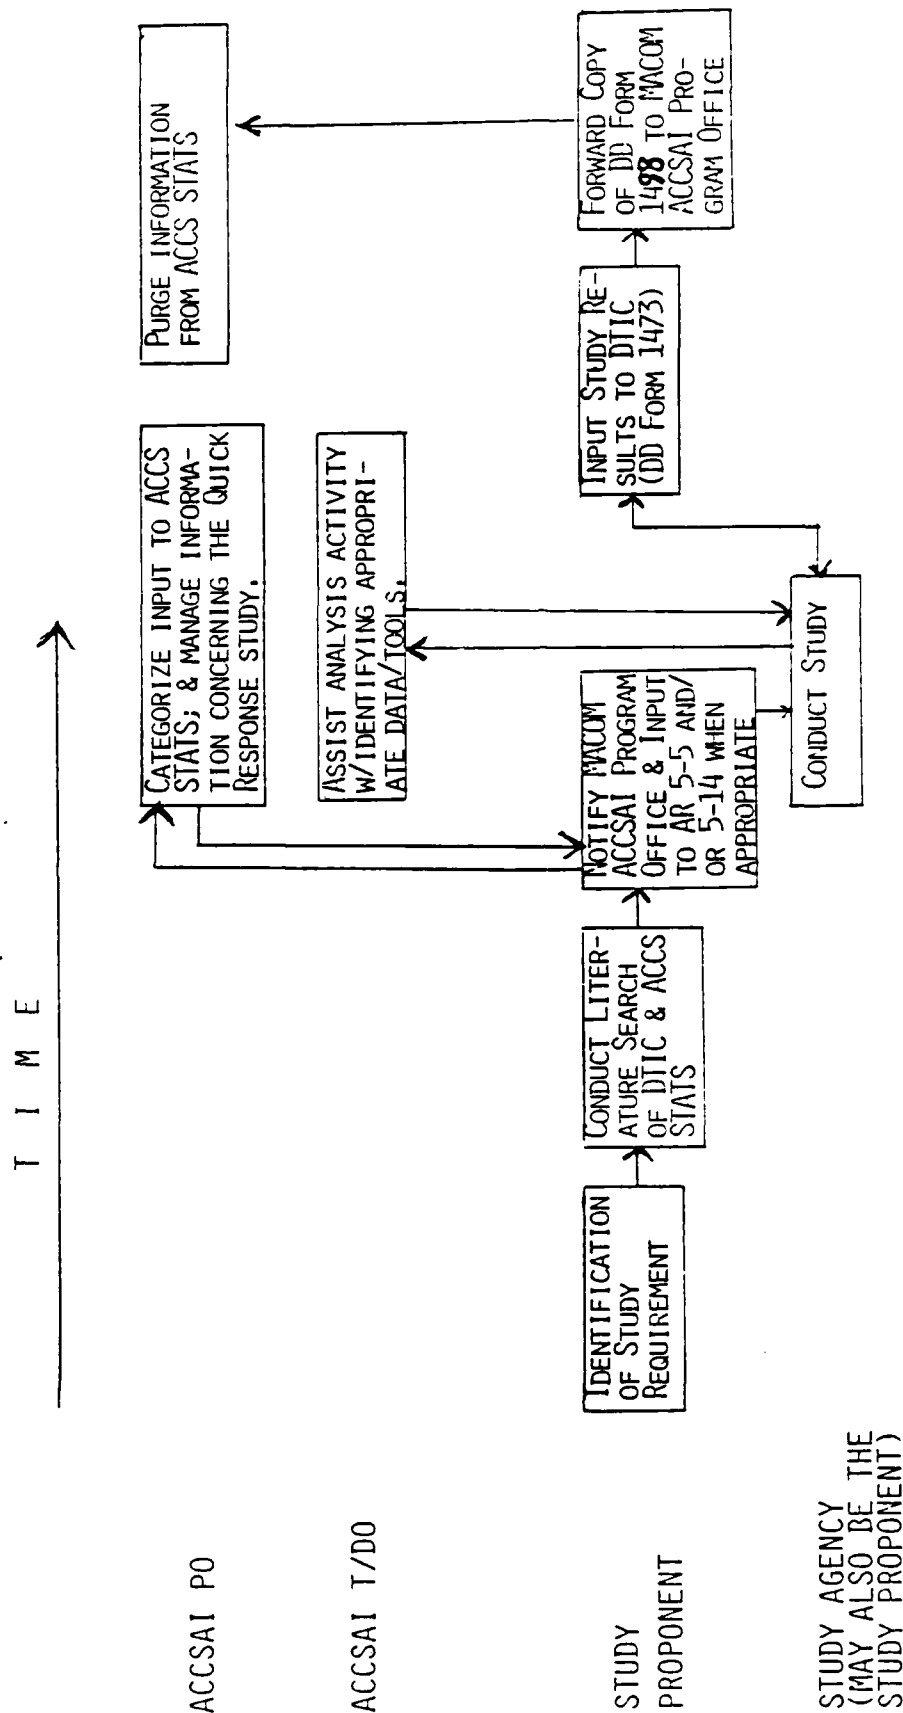 T I M E
ACCSAI PO
CATEGORIZE INPUT TO ACCS
STATS; & MANAGE INFORMA-
TION CONCERNING THE QUICK
RESPONSE STUDY.
PURGE INFORMATION
FROM ACCS STATS
ACCSAI T/DO
ASSIST ANALYSIS ACTIVITY
W/IDENTIFYING APPROPRI-
ATE DATA/TOOLS.
STUDY
PROPONENT
IDENTIFICATION
OF STUDY
REQUIREMENT
CONDUCT LITER-
ATURE SEARCH
OF DTIC & ACCS
STATS
NOTIFY MACOM
ACCSAI PROGRAM
OFFICE & INPUT
TO AR 5-5 AND/
OR 5-14 WHEN
APPROPRIATE
INPUT STUDY RE-
SULTS TO DTIC
(DD FORM 1473)
FORWARD COPY
OF DD FORM
1498 TO MACOM
ACCSAI PRO-
GRAM OFFICE
STUDY AGENCY
(MAY ALSO BE THE
STUDY PROPONENT)
CONDUCT STUDY